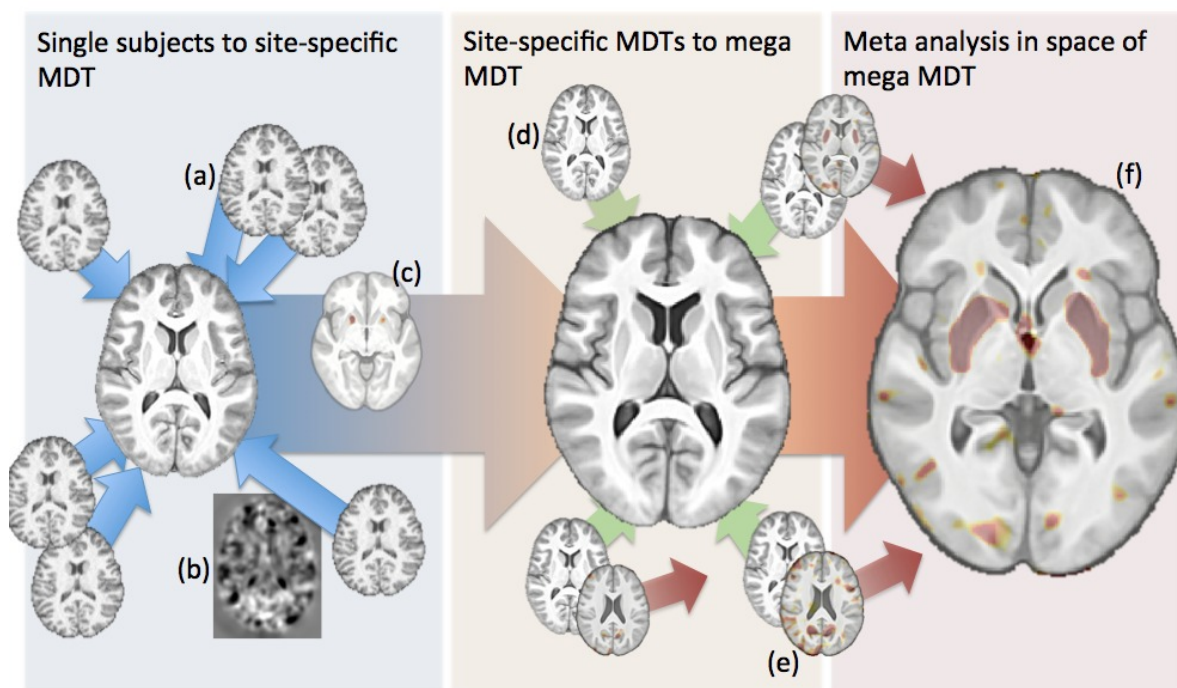 Single subjects to site-specific
MDT
Site-specific MDTs to mega
MDT
Meta analysis in space of
mega MDT
(a)
(b)
(c)
(d)
(e)
(f)